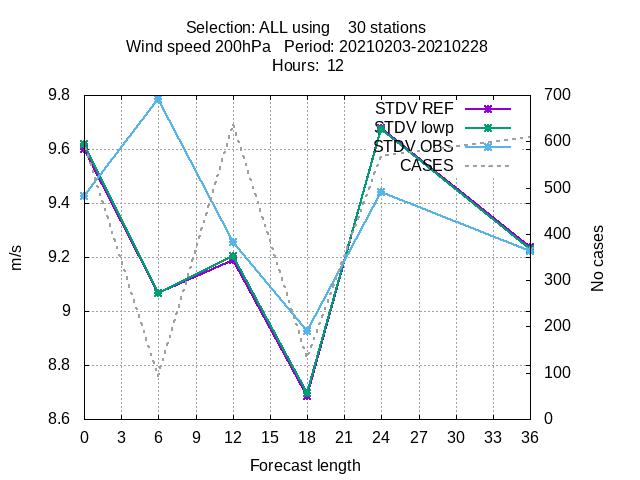 Selection: ALL using 30 stations
Wind speed 200hPa Period: 20210203-20210228
Hours: 12
9.8
9.6
9.4
9.2
9
8.8
8.6
m/s
STDV REF
STDV lowp
STDV OBS
CASES
700
600
500
400
300
200
100
0
No cases
0 3 6 9 12 15 18 21 24 27 30 33 36
Forecast length